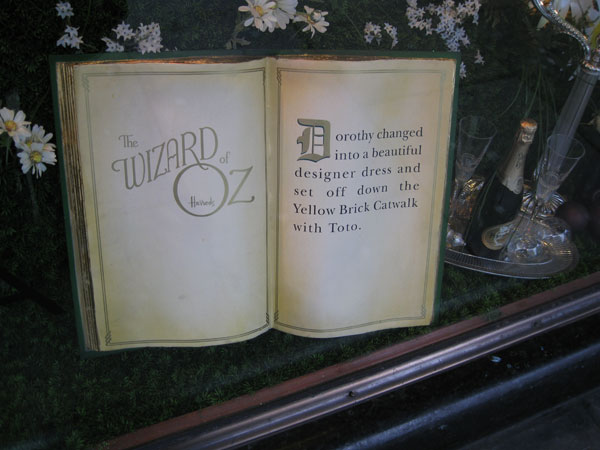 The
WIZARD
of
OZ
Harrods
Dorothy changed
into a beautiful
designer dress and
set off down the
Yellow Brick Catwalk
with Toto.